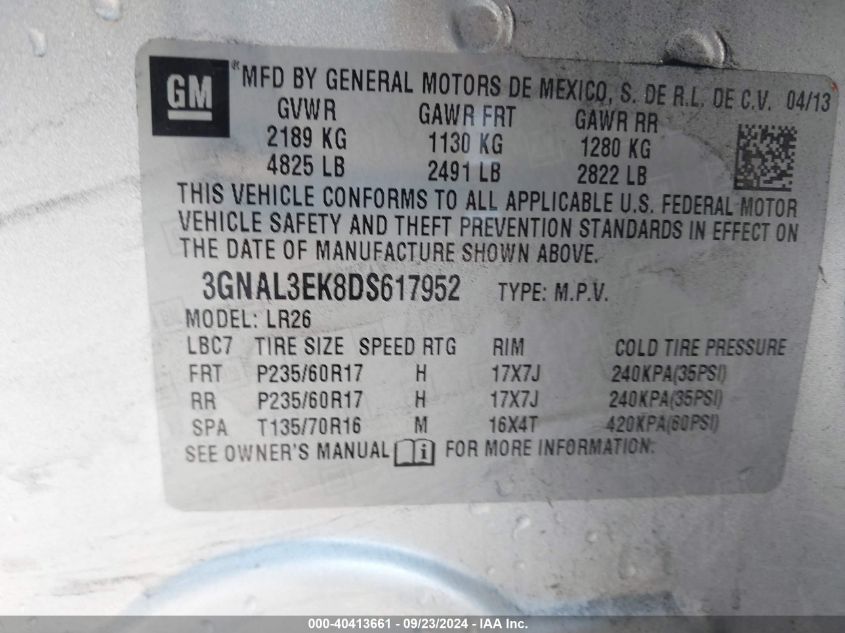 GM
*MFD BY GENERAL MOTORS DE MEXICO, S. DE R.L. DE C.V. 04/13
GVWR GAWR FRT GAWR RR
2189 KG 1130 KG 1280 KG
4825 LB 2491 LB 2822 LB
THIS VEHICLE CONFORMS TO ALL APPLICABLE U.S. FEDERAL MOTOR
VEHICLE SAFETY AND THEFT PREVENTION STANDARDS IN EFFECT ON
THE DATE OF MANUFACTURE SHOWN ABOVE.
3GNAL3EK8DS617952 TYPE: M.P.V.
MODEL: LR26
LBC7 TIRE SIZE SPEED RTG RIM COLD TIRE PRESSURE
FRT P235/60R17 H 17X7J 240KPA(35PSI)
RR P235/60R17 H 17X7J 240KPA(35PSI)
SPA T135/70R16 M 16X4T 420KPA(60PSI)
SEE OWNER'S MANUAL i FOR MORE INFORMATION.
000-40413661 - 09/23/2024 - IAAI Inc.